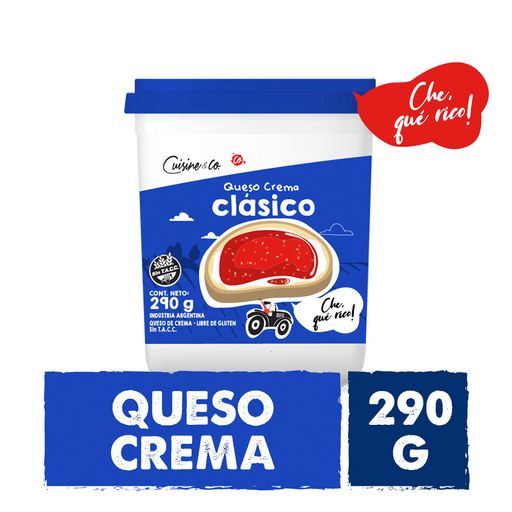 Che,
qué rico!
Cuisine & Co.
Queso Crema
clásico
Sin T.A.C.C.
CONT. NETO:
290 g
INDUSTRIA ARGENTINA
QUESO DE CREMA - LIBRE DE GLUTEN
Sin T.A.C.C.
Che,
qué rico!
QUESO
CREMA
290
G